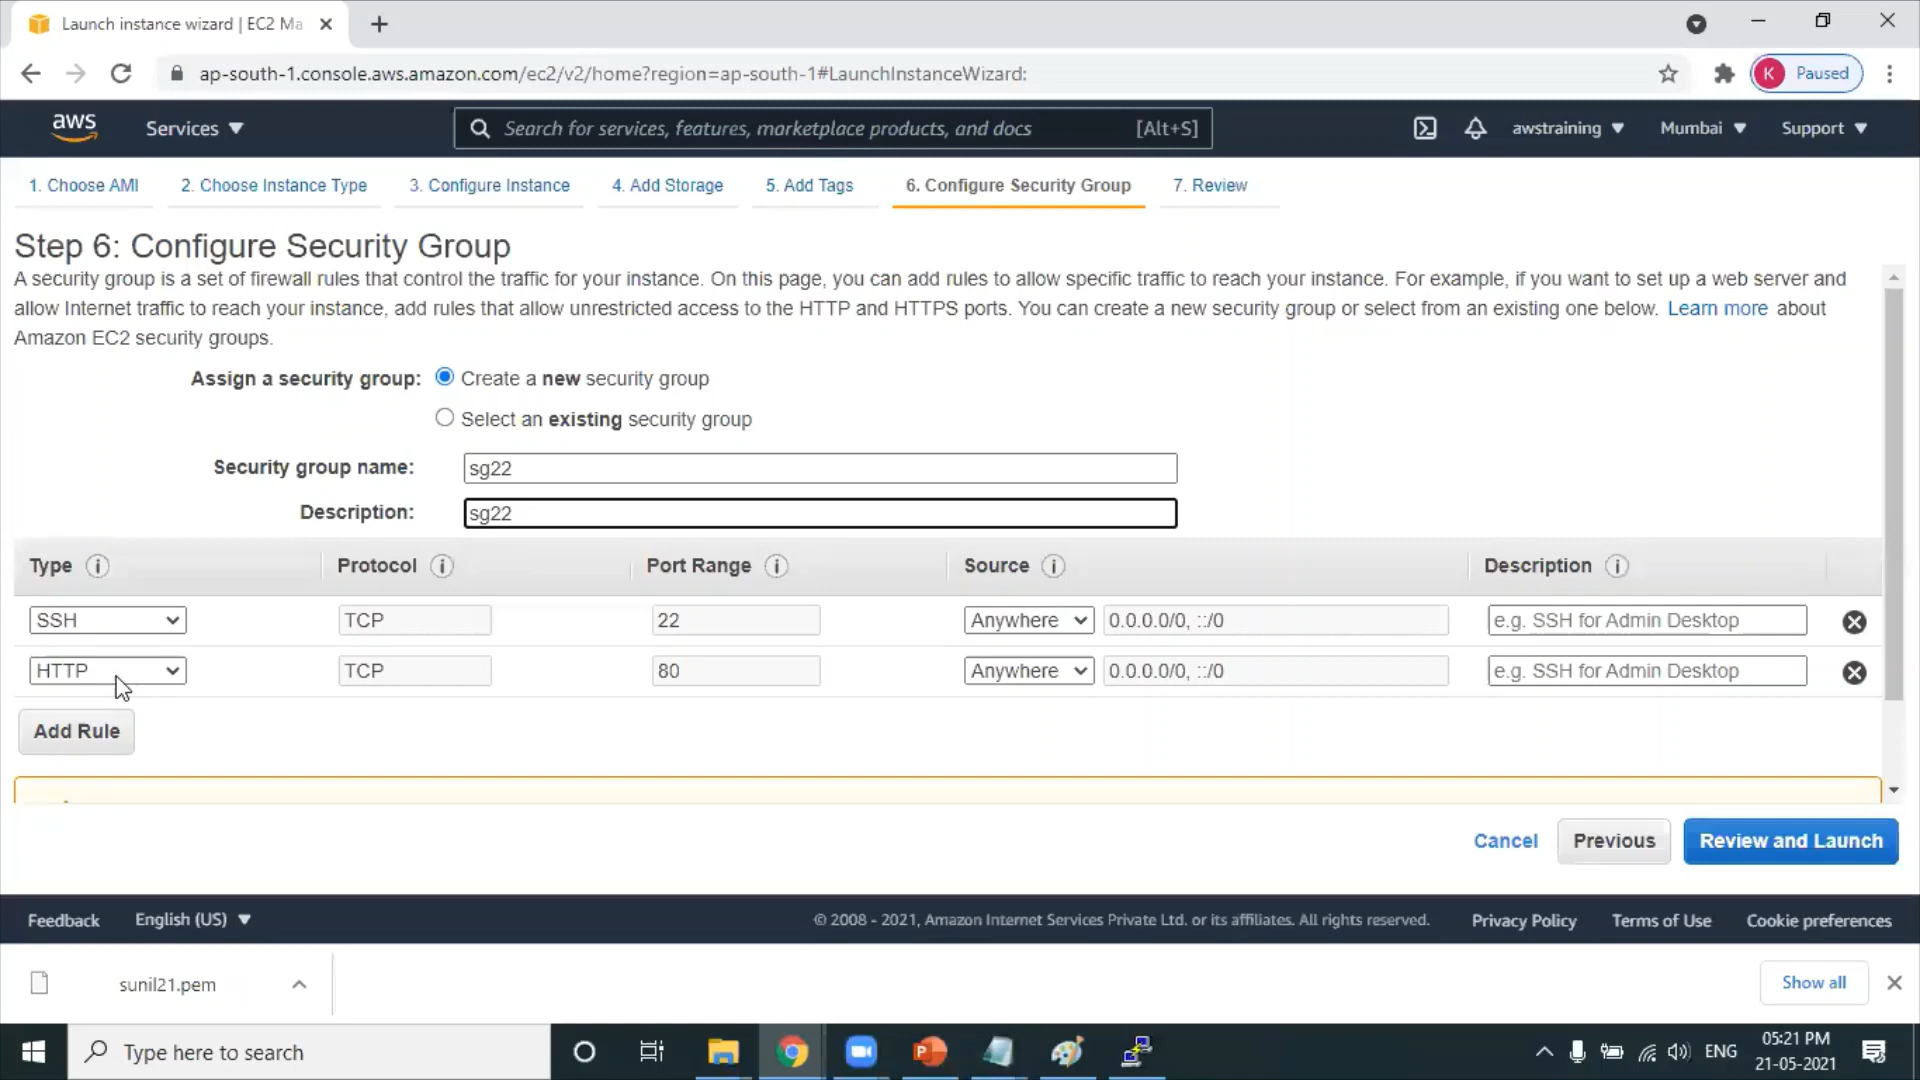 Launch instance wizard | EC2 Ma
ap-south-1.console.aws.amazon.com/ec2/v2/home?region=ap-south-1#LaunchInstanceWizard:
K Paused
aws Services Search for services, features, marketplace products, and docs [Alt+S] awstraining Mumbai Support
1. Choose AMI 2. Choose Instance Type 3. Configure Instance 4. Add Storage 5. Add Tags 6. Configure Security Group 7. Review
Step 6: Configure Security Group
A security group is a set of firewall rules that control the traffic for your instance. On this page, you can add rules to allow specific traffic to reach your instance. For example, if you want to set up a web server and
allow Internet traffic to reach your instance, add rules that allow unrestricted access to the HTTP and HTTPS ports. You can create a new security group or select from an existing one below. Learn more about
Amazon EC2 security groups.
Assign a security group: Create a new security group
Select an existing security group
Security group name: sg22
Description: sg22
Type i Protocol i Port Range i Source i Description i
SSH TCP 22 Anywhere 0.0.0.0/0, ::/0 e.g. SSH for Admin Desktop
HTTP TCP 80 Anywhere 0.0.0.0/0, ::/0 e.g. SSH for Admin Desktop
Add Rule
Cancel Previous Review and Launch
Feedback English (US) © 2008 - 2021, Amazon Internet Services Private Ltd. or its affiliates. All rights reserved. Privacy Policy Terms of Use Cookie preferences
sunil21.pem Show all
Type here to search ENG 05:21 PM
21-05-2021